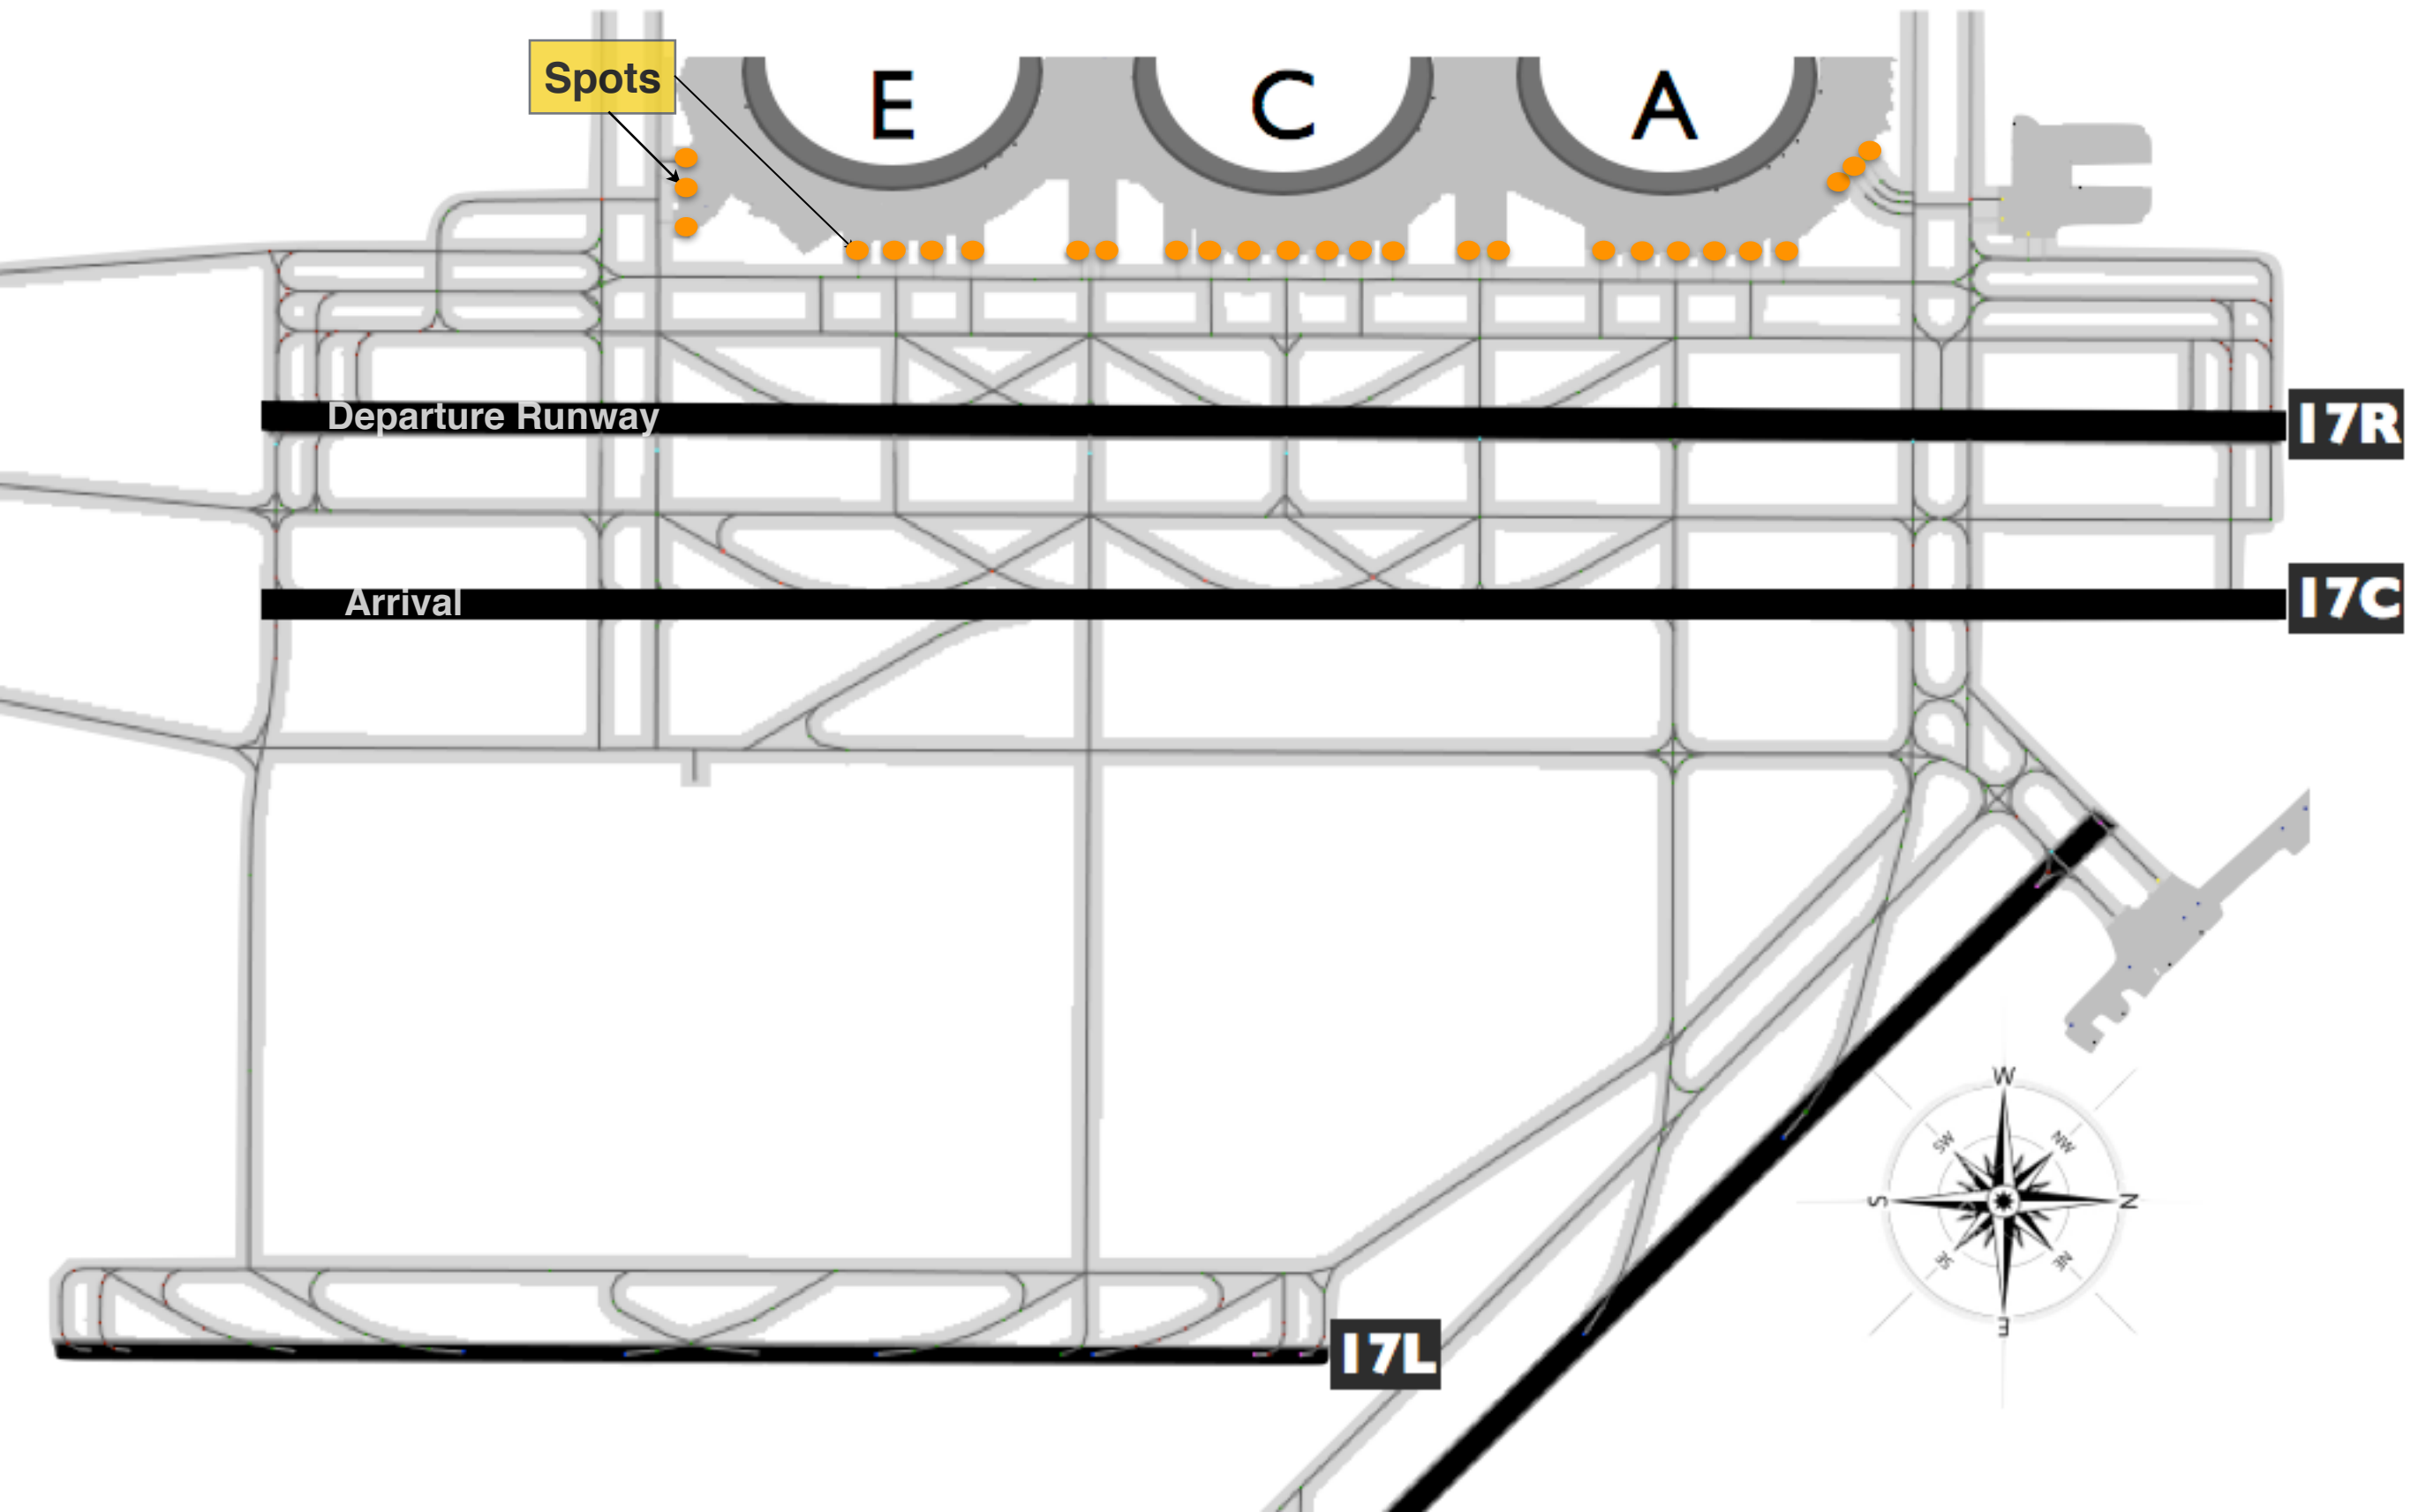 Spots
E
C
A
Departure Runway
17R
Arrival
17C
W
SW
NW
S
N
SE
NE
E
17L